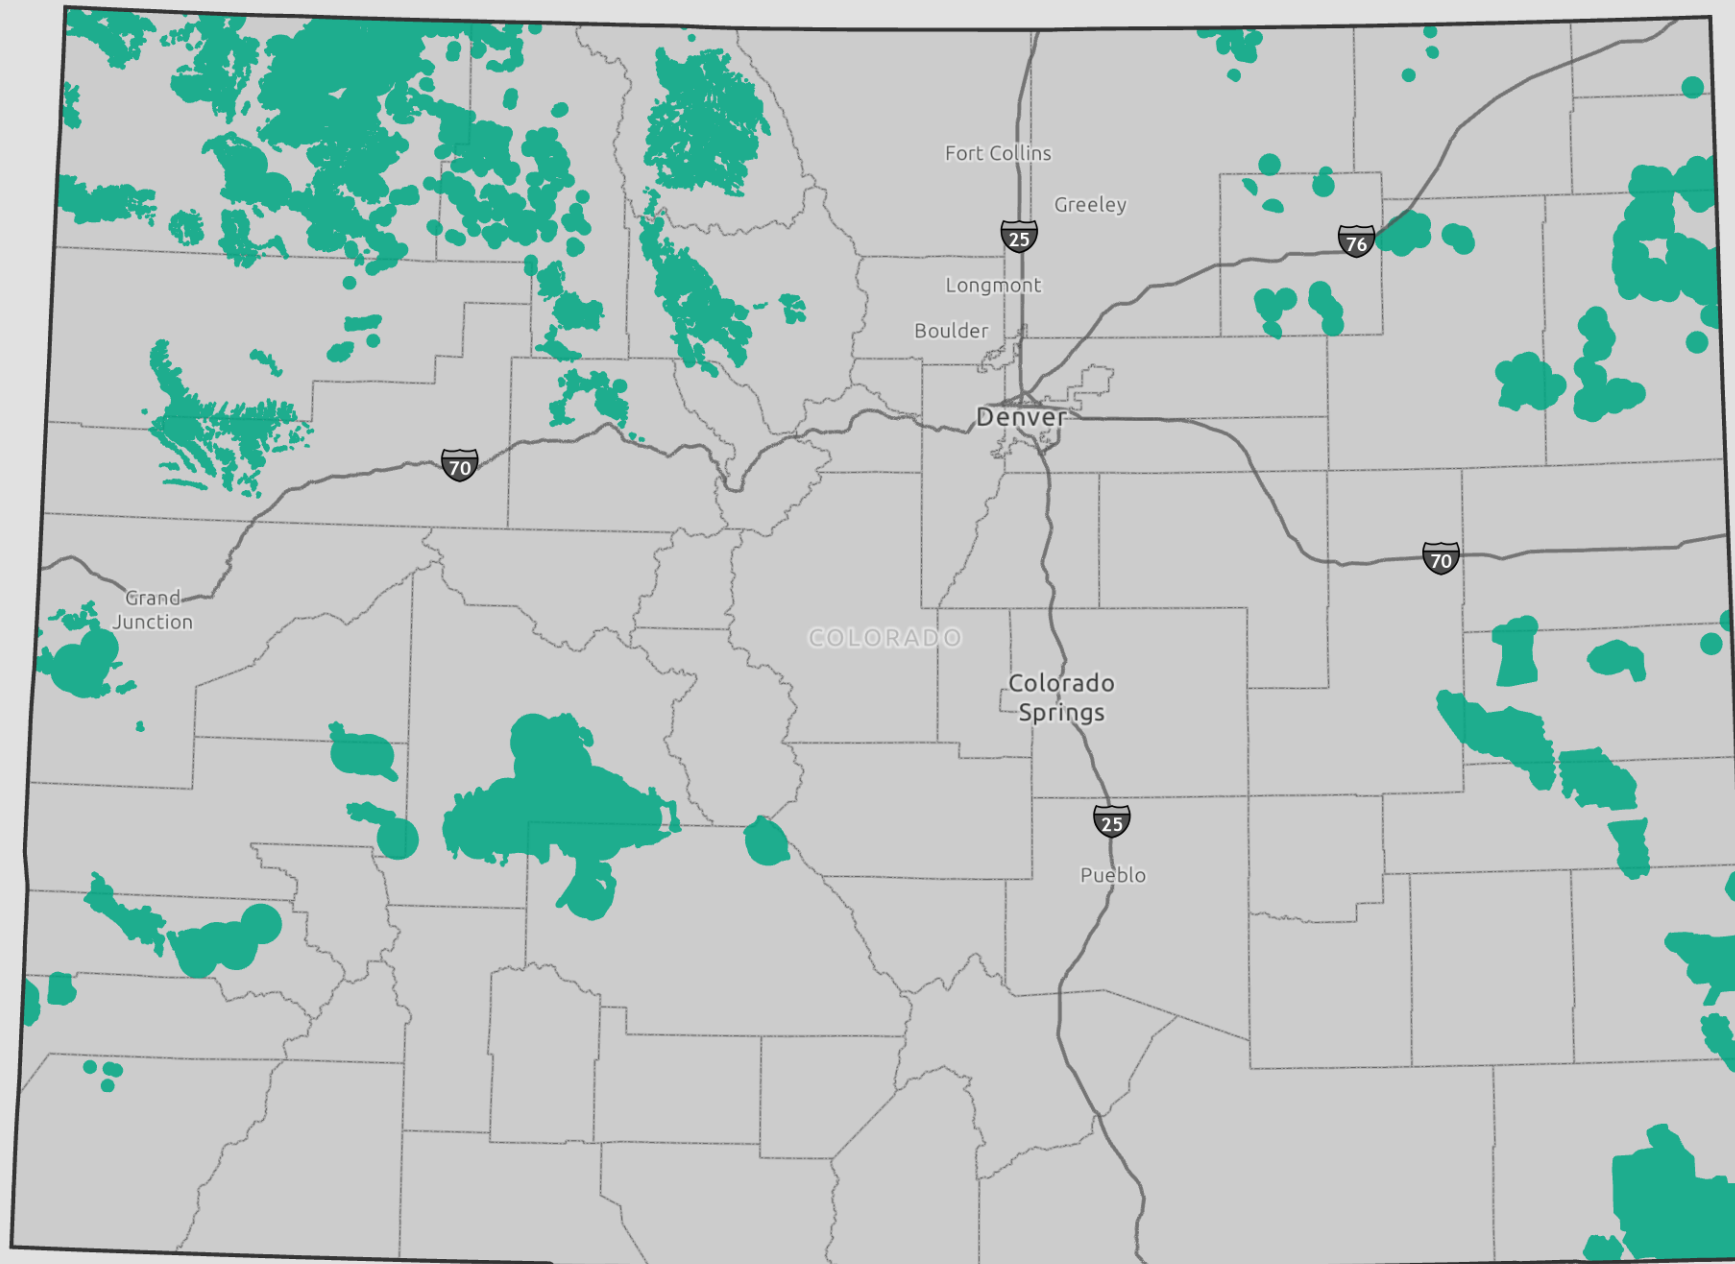 Fort Collins
Greeley
25
76
Longmont
Boulder
Denver
70
70
Grand
Junction
COLORADO
Colorado
Springs
25
Pueblo